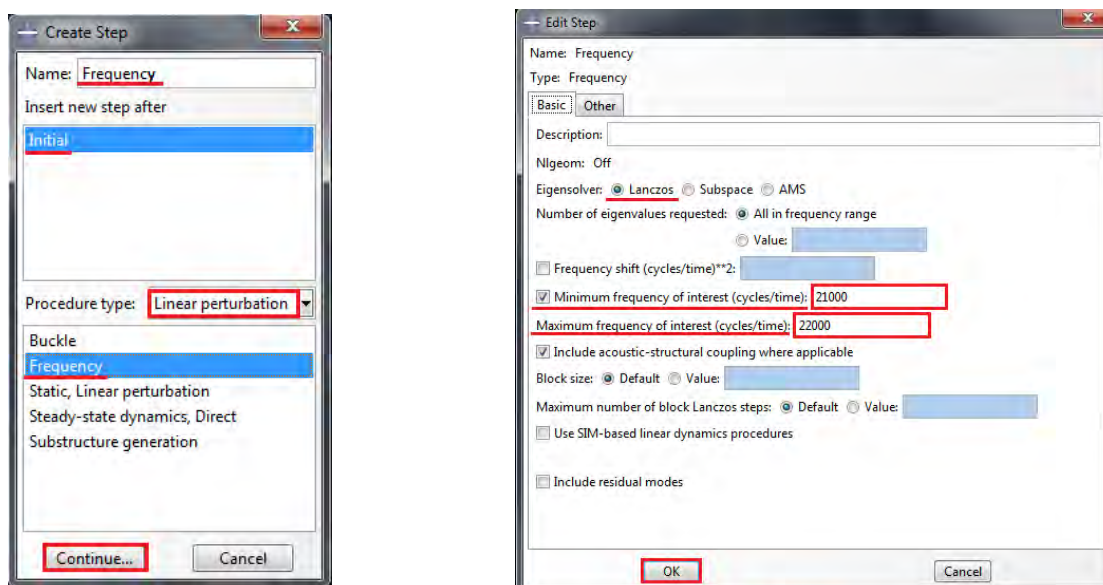 Create Step
Name: Frequency
Insert new step after
Initial
Procedure type: Linear perturbation
Buckle
Frequency
Static, Linear perturbation
Steady-state dynamics, Direct
Substructure generation
Continue... Cancel
Edit Step
Name: Frequency
Type: Frequency
Basic Other
Description:
Nlgeom: Off
Eigensolver: Lanczos Subspace AMS
Number of eigenvalues requested: All in frequency range
Value:
Frequency shift (cycles/time)**2:
Minimum frequency of interest (cycles/time): 21000
Maximum frequency of interest (cycles/time): 22000
Include acoustic-structural coupling where applicable
Block size: Default Value:
Maximum number of block Lanczos steps: Default Value:
Use SIM-based linear dynamics procedures
Include residual modes
OK Cancel